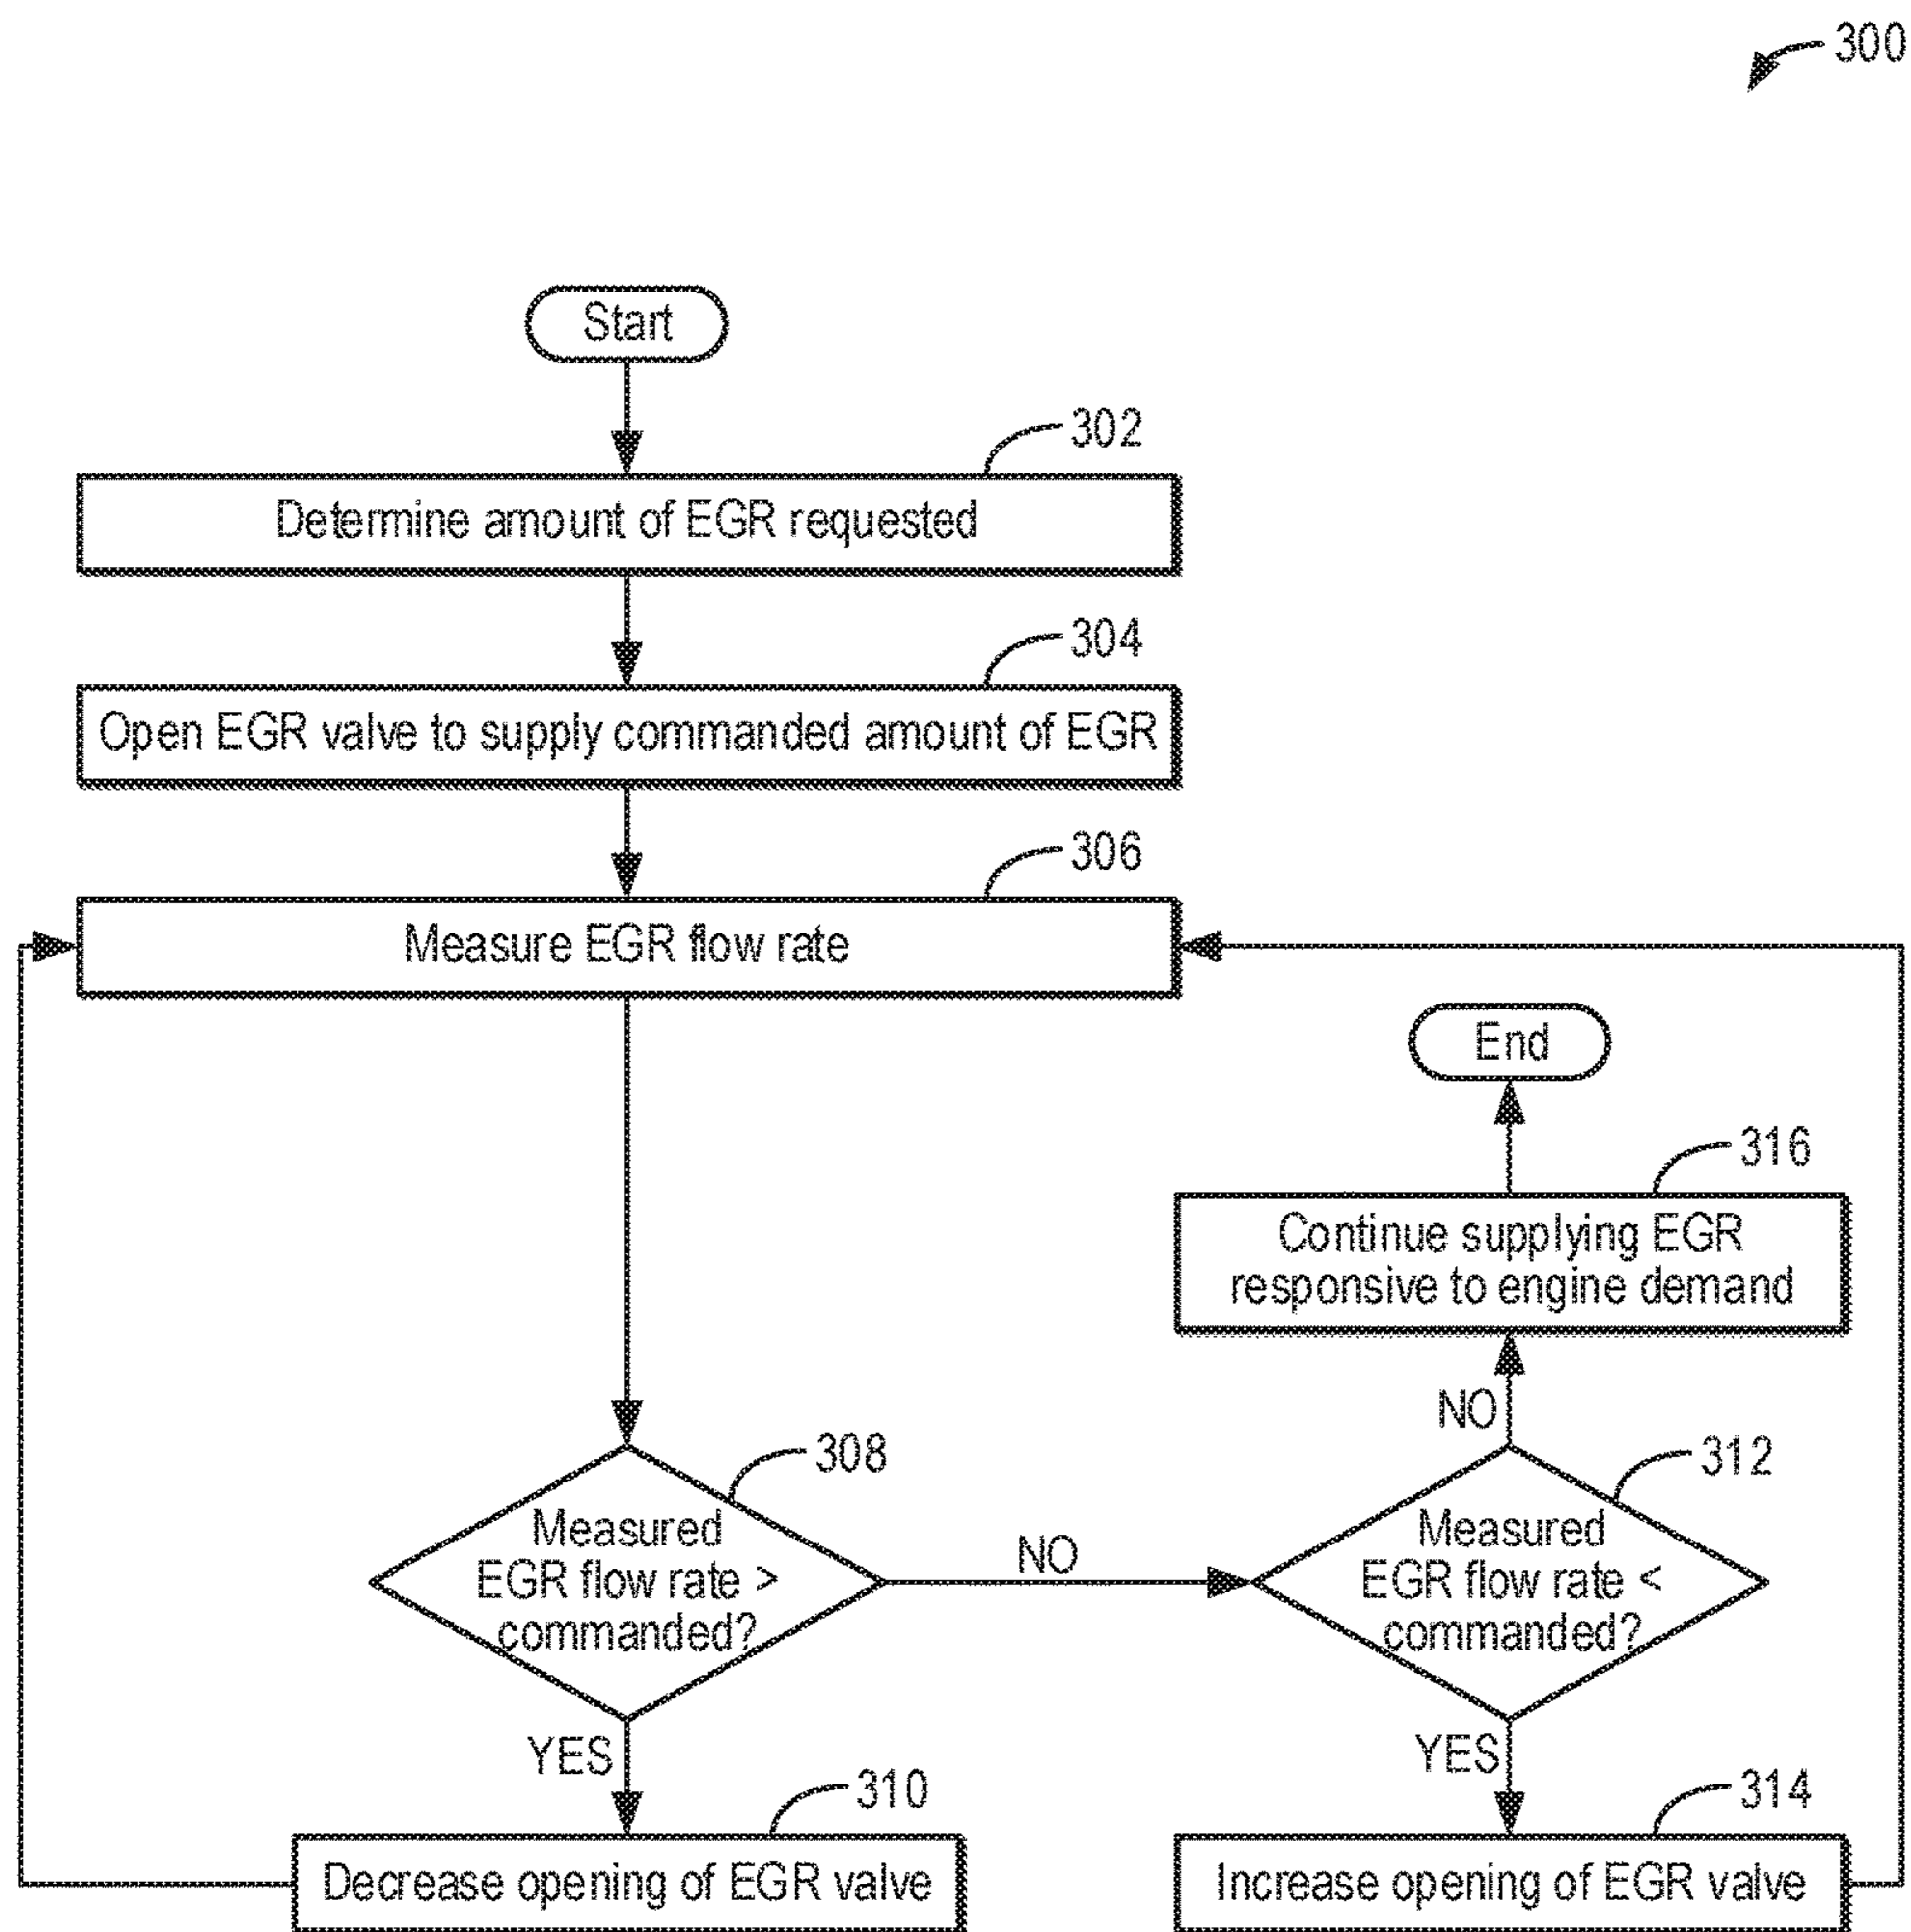 300
Start
302
Determine amount of EGR requested
304
Open EGR valve to supply commanded amount of EGR
306
Measure EGR flow rate
End
316
Continue supplying EGR
responsive to engine demand
NO
308
Measured
EGR flow rate >
commanded?
NO
312
Measured
EGR flow rate <
commanded?
YES
310
Decrease opening of EGR valve
YES
314
Increase opening of EGR valve